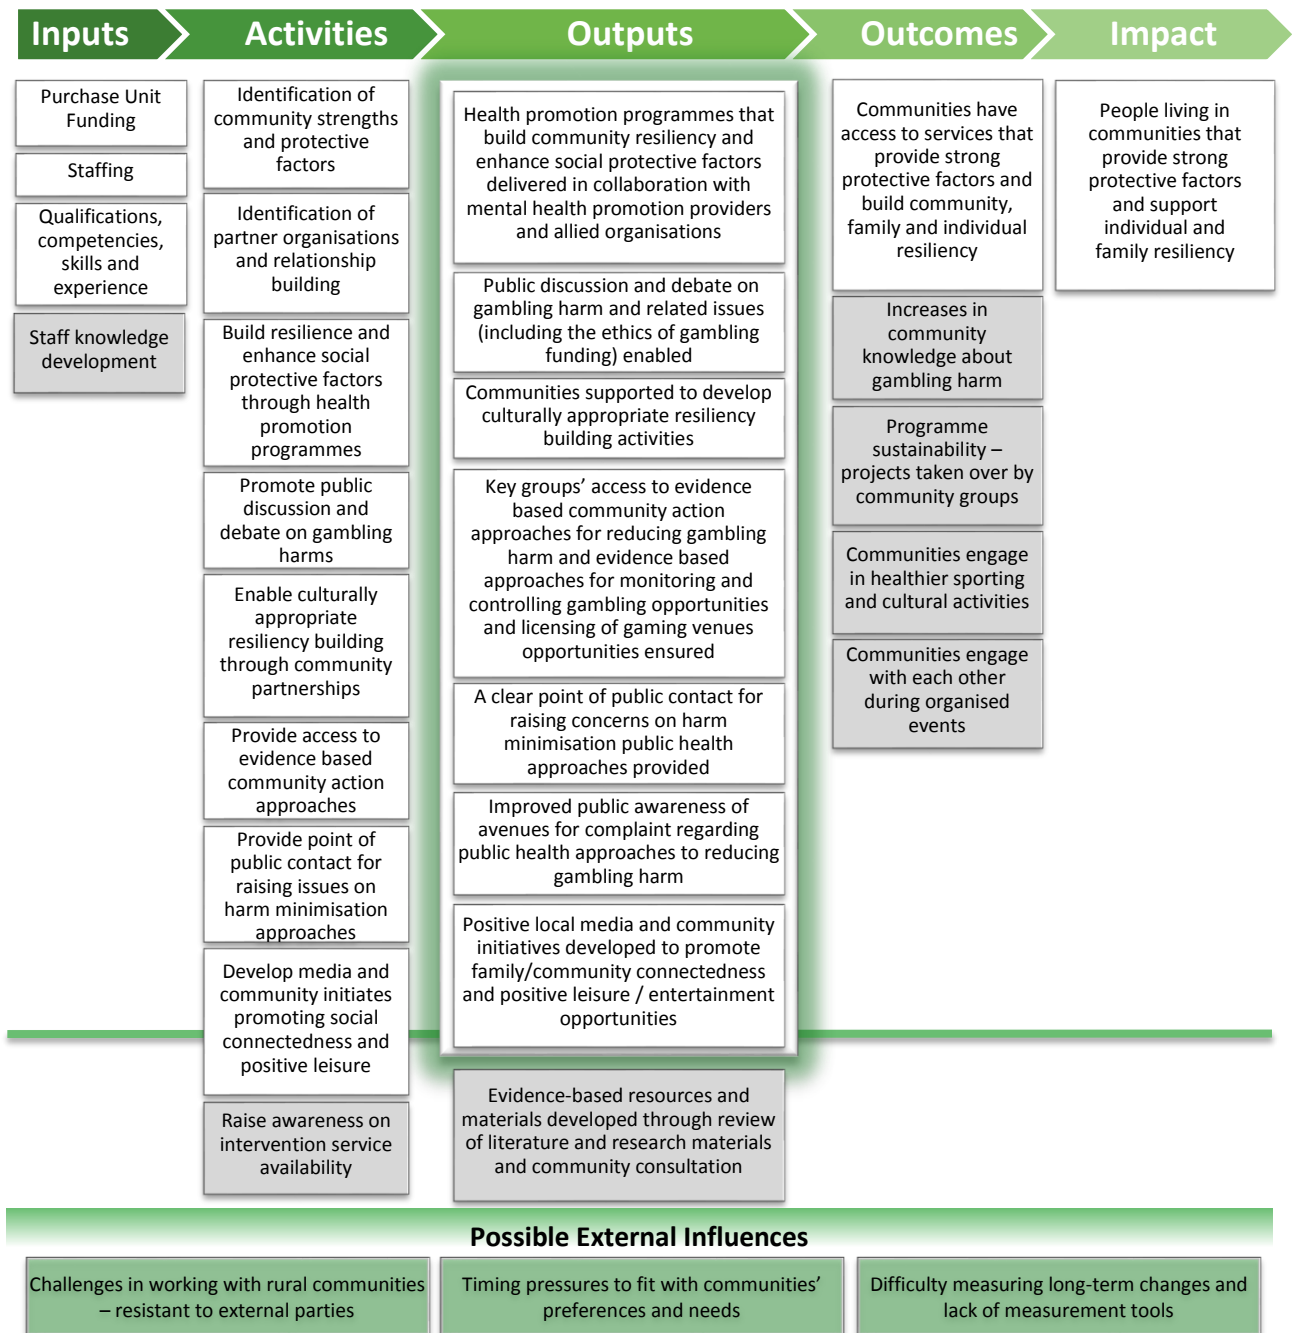 Inputs
Activities
Outputs
Outcomes
Impact
Purchase Unit
Funding
Staffing
Qualifications,
competencies,
skills and
experience
Staff knowledge
development
Identification of
community strengths
and protective
factors
Identification of
partner organisations
and relationship
building
Build resilience and
enhance social
protective factors
through health
promotion
programmes
Promote public
discussion and
debate on gambling
harms
Enable culturally
appropriate
resiliency building
through community
partnerships
Provide access to
evidence based
community action
approaches
Provide point of
public contact for
raising issues on
harm minimisation
approaches
Develop media and
community initiates
promoting social
connectedness and
positive leisure
Raise awareness on
intervention service
availability
Health promotion programmes that
build community resiliency and
enhance social protective factors
delivered in collaboration with
mental health promotion providers
and allied organisations
Public discussion and debate on
gambling harm and related issues
(including the ethics of gambling
funding) enabled
Communities supported to develop
culturally appropriate resiliency
building activities
Key groups’ access to evidence
based community action
approaches for reducing gambling
harm and evidence based
approaches for monitoring and
controlling gambling opportunities
and licensing of gaming venues
opportunities ensured
A clear point of public contact for
raising concerns on harm
minimisation public health
approaches provided
Improved public awareness of
avenues for complaint regarding
public health approaches to reducing
gambling harm
Positive local media and community
initiatives developed to promote
family/community connectedness
and positive leisure / entertainment
opportunities
Evidence-based resources and
materials developed through review
of literature and research materials
and community consultation
Communities have
access to services that
provide strong
protective factors and
build community,
family and individual
resiliency
Increases in
community
knowledge about
gambling harm
Programme
sustainability –
projects taken over by
community groups
Communities engage
in healthier sporting
and cultural activities
Communities engage
with each other
during organised
events
People living in
communities that
provide strong
protective factors
and support
individual and
family resiliency
Possible External Influences
Challenges in working with rural communities
– resistant to external parties
Timing pressures to fit with communities’
preferences and needs
Difficulty measuring long-term changes and
lack of measurement tools